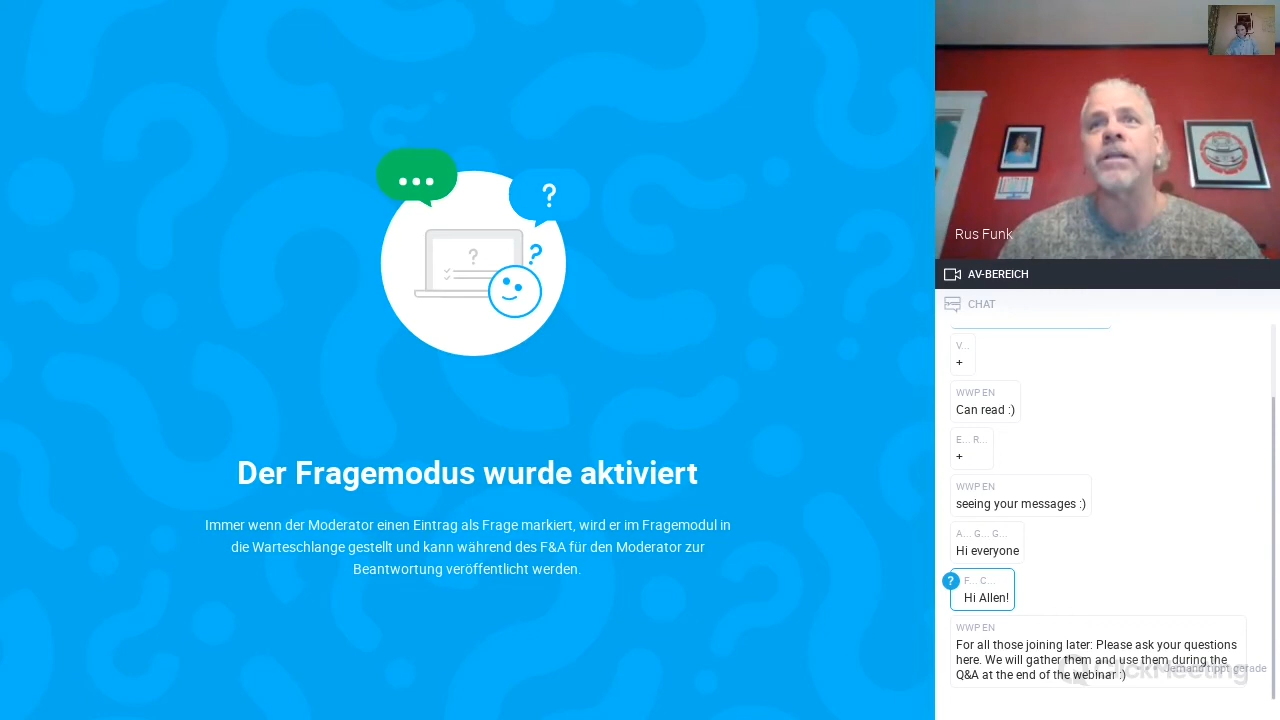 Der Fragemodus wurde aktiviert
Immer wenn der Moderator einen Eintrag als Frage markiert, wird er im Fragemodul in
die Warteschlange gestellt und kann während des F&A für den Moderator zur
Beantwortung veröffentlicht werden.
Rus Funk
AV-BEREICH
CHAT
V...
+
WWP EN
Can read :)
E... R...
+
WWP EN
seeing your messages :)
A... G... G...
Hi everyone
?
F... C...
Hi Allen!
WWP EN
For all those joining later: Please ask your questions
here. We will gather them and use them during the
Q&A at the end of the webinar :)
Jemand tippt gerade
ClickMeeting